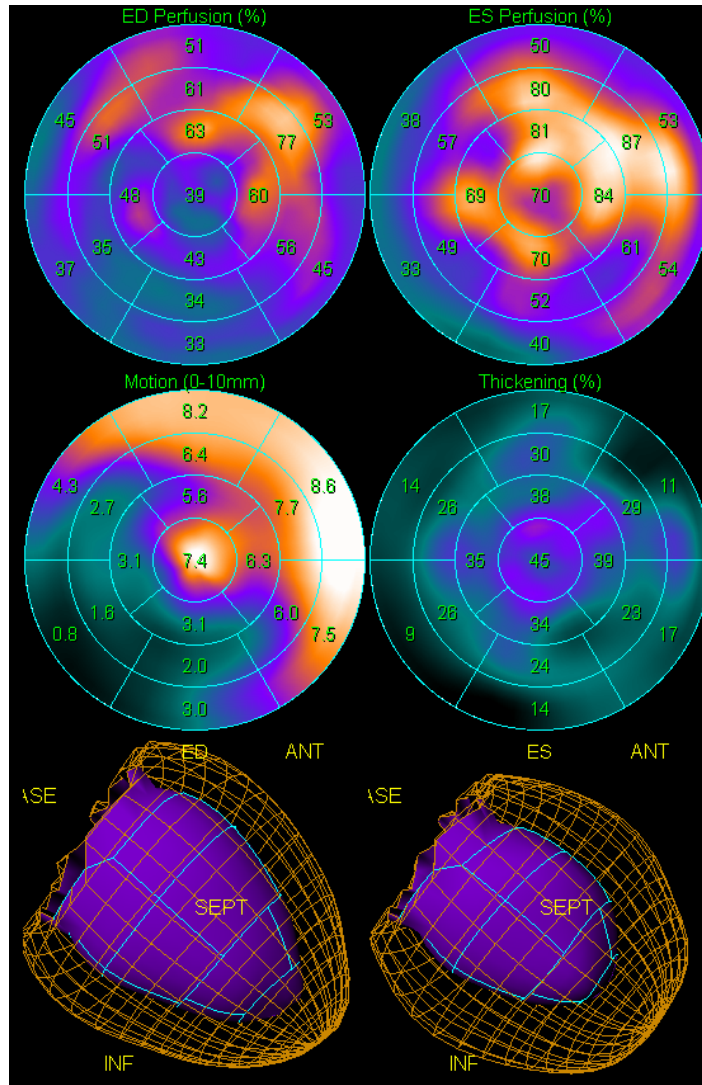 ED Perfusion (%) ES Perfusion (%)
51 50
61 80
45 53 38 53
51 63 77 57 81 87
48 39 60 69 70 84
35 43 56 49 70 61
37 45 33 54
34 52
33 40
Motion (0-10mm) Thickening (%)
8.2 17
6.4 30
4.3 8.6 14 11
2.7 5.6 7.7 26 38 29
3.1 7.4 6.3 35 45 39
1.6 3.1 6.0 26 34 23
0.8 7.5 9 17
2.0 24
3.0 14
ED ANT ES ANT
ASE ASE
SEPT SEPT
INF INF